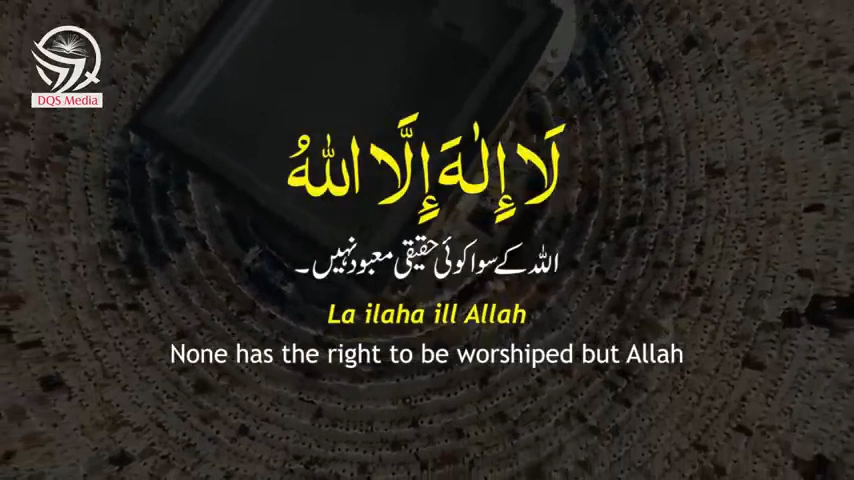 DQS Media
لَا إِلٰهَ إِلَّا اللهُ
اللہ کے سوا کوئی حقیقی معبود نہیں۔
La ilaha ill Allah
None has the right to be worshiped but Allah